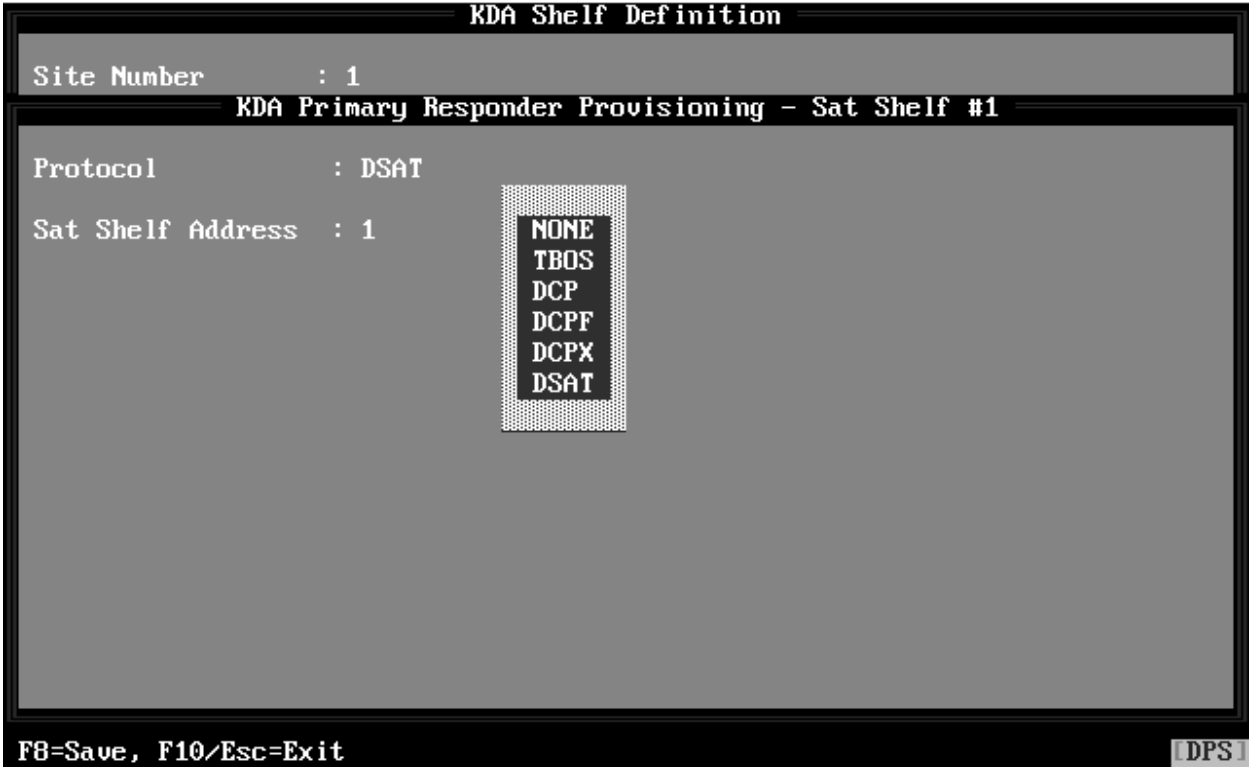 KDA Shelf Definition
Site Number : 1
KDA Primary Responder Provisioning - Sat Shelf #1
Protocol : DSAT
Sat Shelf Address : 1
NONE
TBOS
DCP
DCPF
DCPX
DSAT
F8=Save, F10/Esc=Exit [DPS]